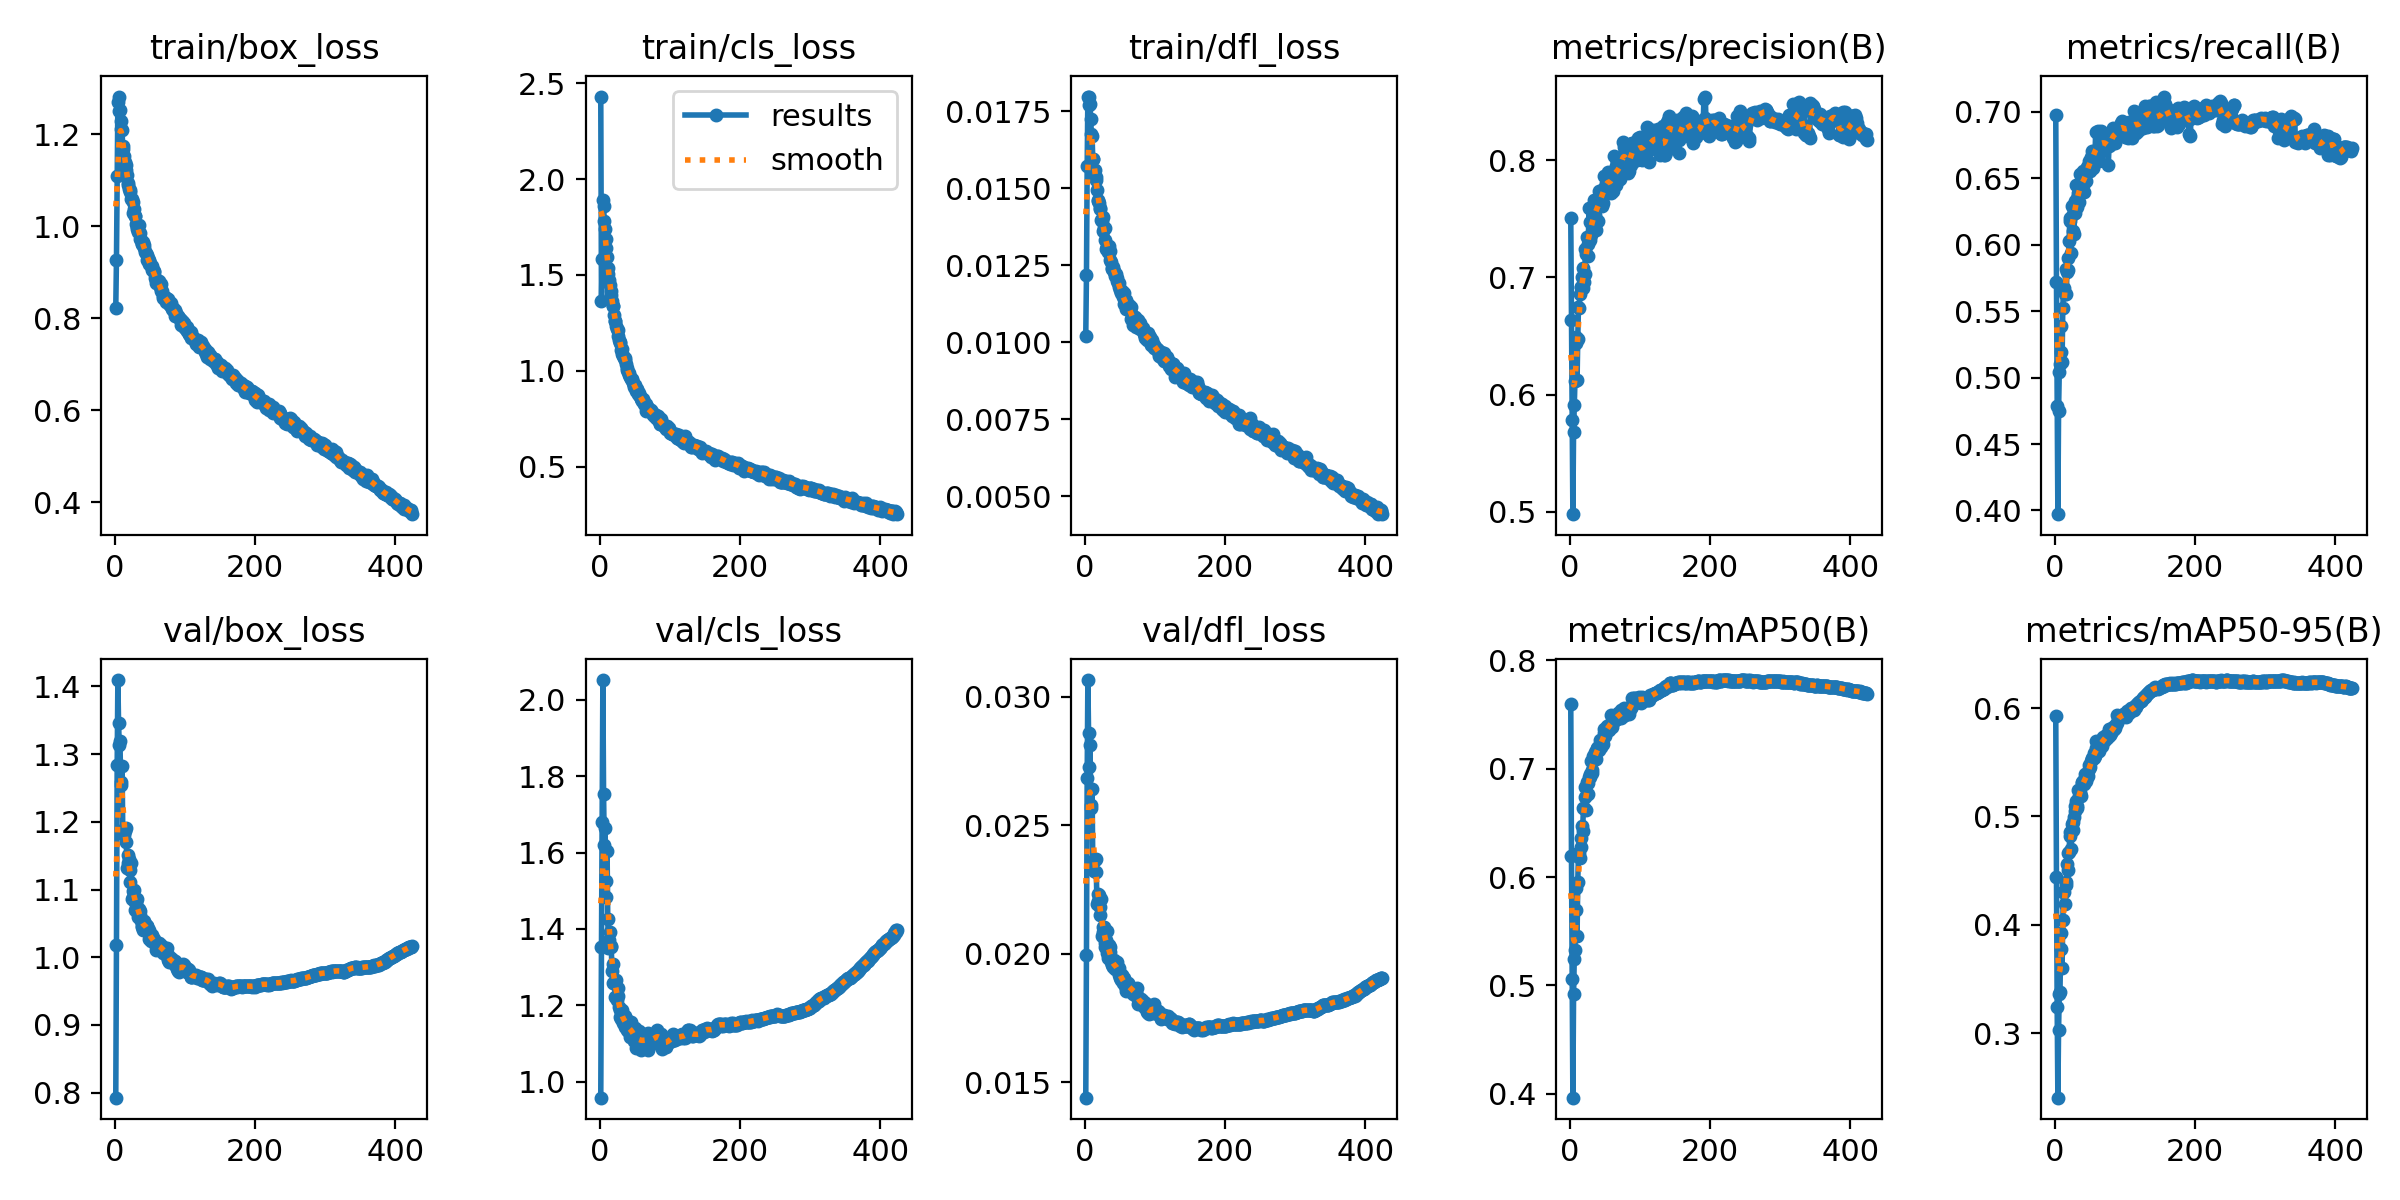 train/box_loss
1.2
1.0
0.8
0.6
0.4
0 200 400
train/cls_loss
2.5
2.0
1.5
1.0
0.5
0 200 400
results
smooth
train/dfl_loss
0.0175
0.0150
0.0125
0.0100
0.0075
0.0050
0 200 400
metrics/precision(B)
0.8
0.7
0.6
0.5
0 200 400
metrics/recall(B)
0.70
0.65
0.60
0.55
0.50
0.45
0.40
0 200 400
val/box_loss
1.4
1.3
1.2
1.1
1.0
0.9
0.8
0 200 400
val/cls_loss
2.0
1.8
1.6
1.4
1.2
1.0
0 200 400
val/dfl_loss
0.030
0.025
0.020
0.015
0 200 400
metrics/mAP50(B)
0.8
0.7
0.6
0.5
0.4
0 200 400
metrics/mAP50-95(B)
0.6
0.5
0.4
0.3
0 200 400